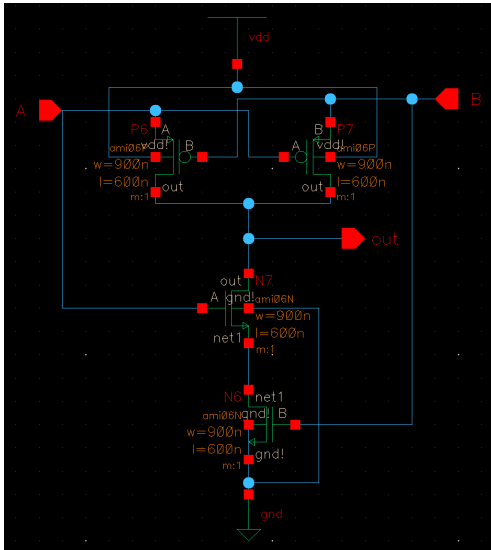 vdd
A
B
P6 A
P7 B
vdd!
vdd!
ami06P
ami06P
B
A
w=900n
w=900n
l=600n
l=600n
out
out
m:1
m:1
out
out N7
A gnd! ami06N
w=900n
l=600n
net1
m:1
N6 net1
ami06N gnd! B
w=900n
l=600n
gnd!
m:1
gnd